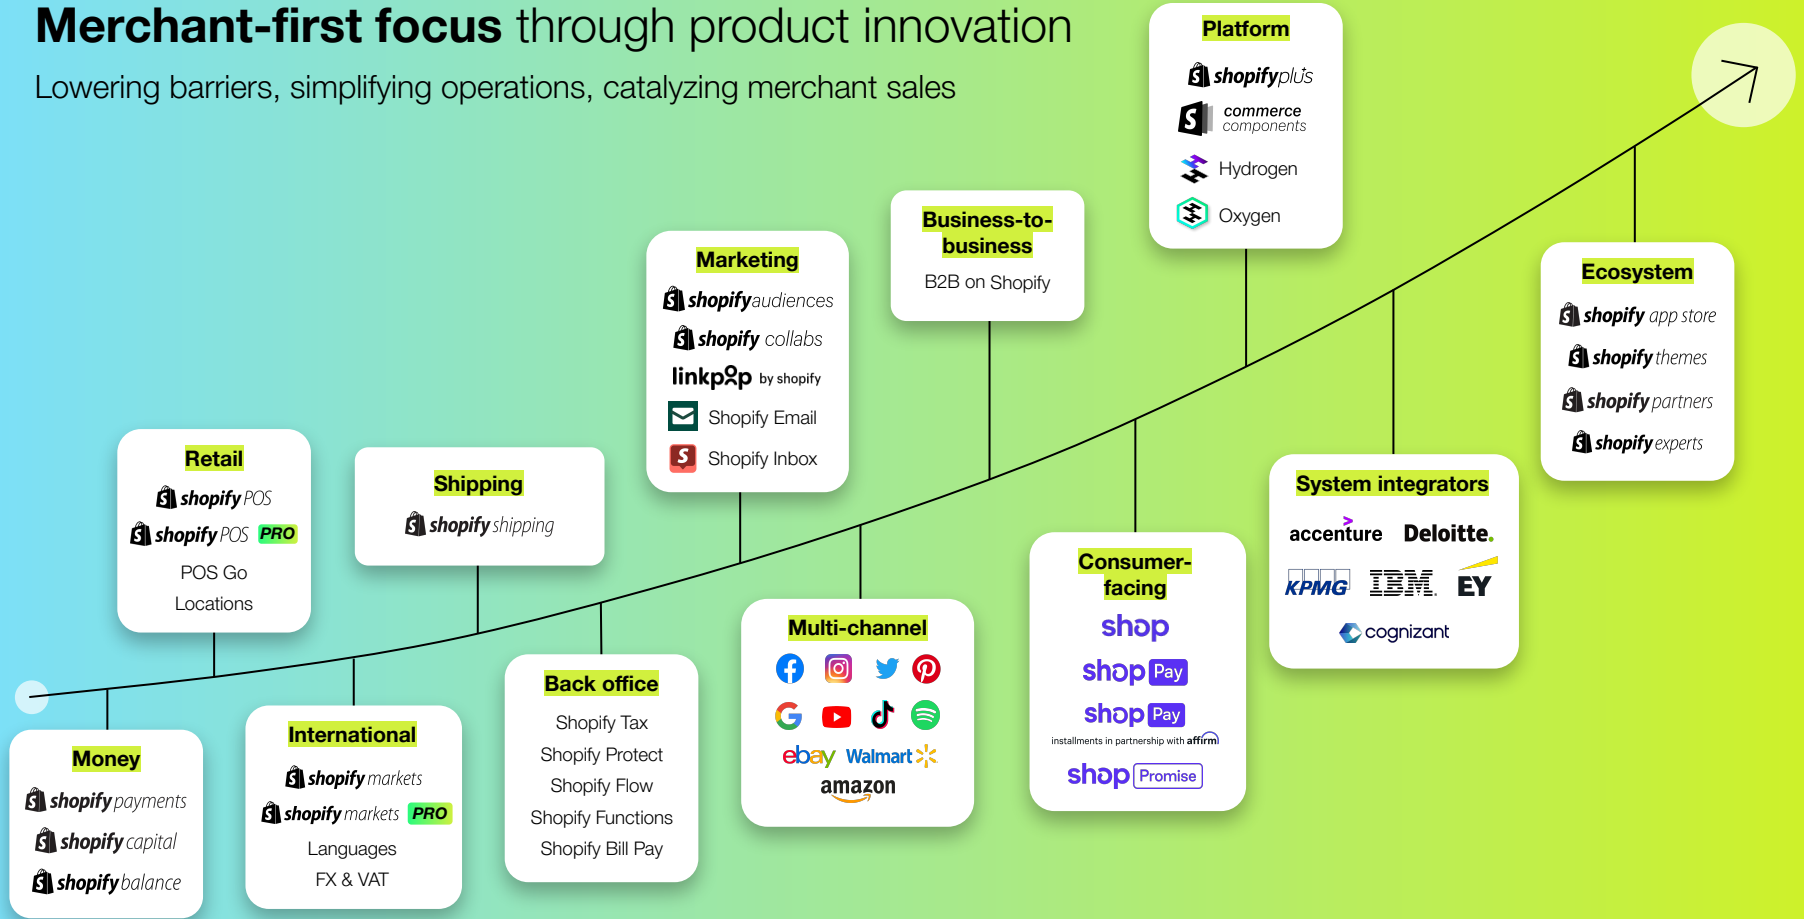 Merchant-first focus through product innovation
Lowering barriers, simplifying operations, catalyzing merchant sales
Money
shopify payments
shopify capital
shopify balance
Retail
shopify POS
shopify POS PRO
POS Go
Locations
International
shopify markets
shopify markets PRO
Languages
FX & VAT
Shipping
shopify shipping
Back office
Shopify Tax
Shopify Protect
Shopify Flow
Shopify Functions
Shopify Bill Pay
Marketing
shopify audiences
shopify collabs
linkpop by shopify
Shopify Email
Shopify Inbox
Multi-channel
ebay Walmart
amazon
Business-to-
business
B2B on Shopify
Consumer-
facing
shop
shop Pay
shop Pay
installments in partnership with affirm
shop Promise
Platform
shopifyplus
commerce
components
Hydrogen
Oxygen
System integrators
accenture Deloitte.
KPMG IBM. EY
cognizant
Ecosystem
shopify app store
shopify themes
shopify partners
shopify experts